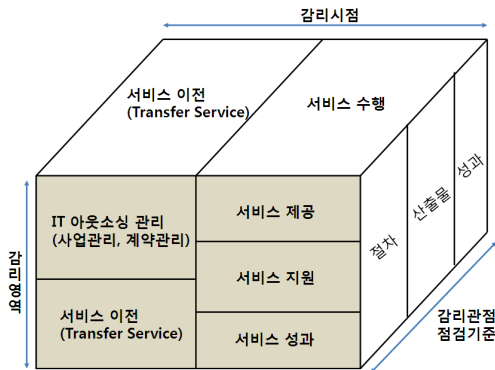 감리시점
서비스 이전
(Transfer Service)
서비스 수행
감리영역
IT 아웃소싱 관리
(사업관리, 계약관리)
서비스 이전
(Transfer Service)
서비스 제공
서비스 지원
서비스 성과
절차
산출물
성과
감리관점
점검기준